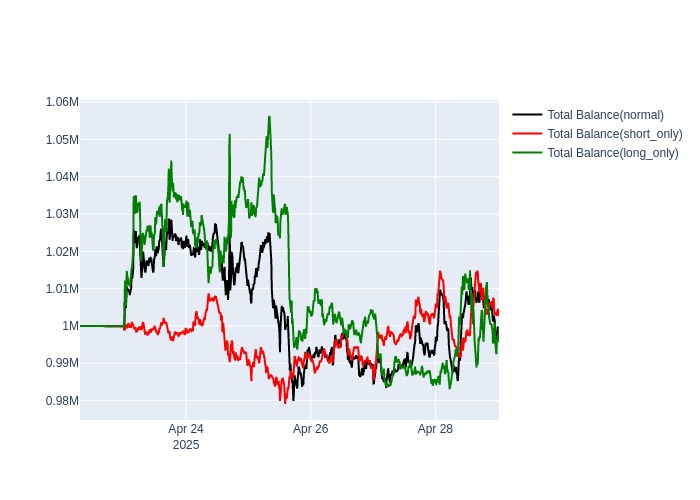 1.06M
1.05M
1.04M
1.03M
1.02M
1.01M
1M
0.99M
0.98M
Apr 24
2025
Apr 26
Apr 28
Total Balance(normal)
Total Balance(short_only)
Total Balance(long_only)